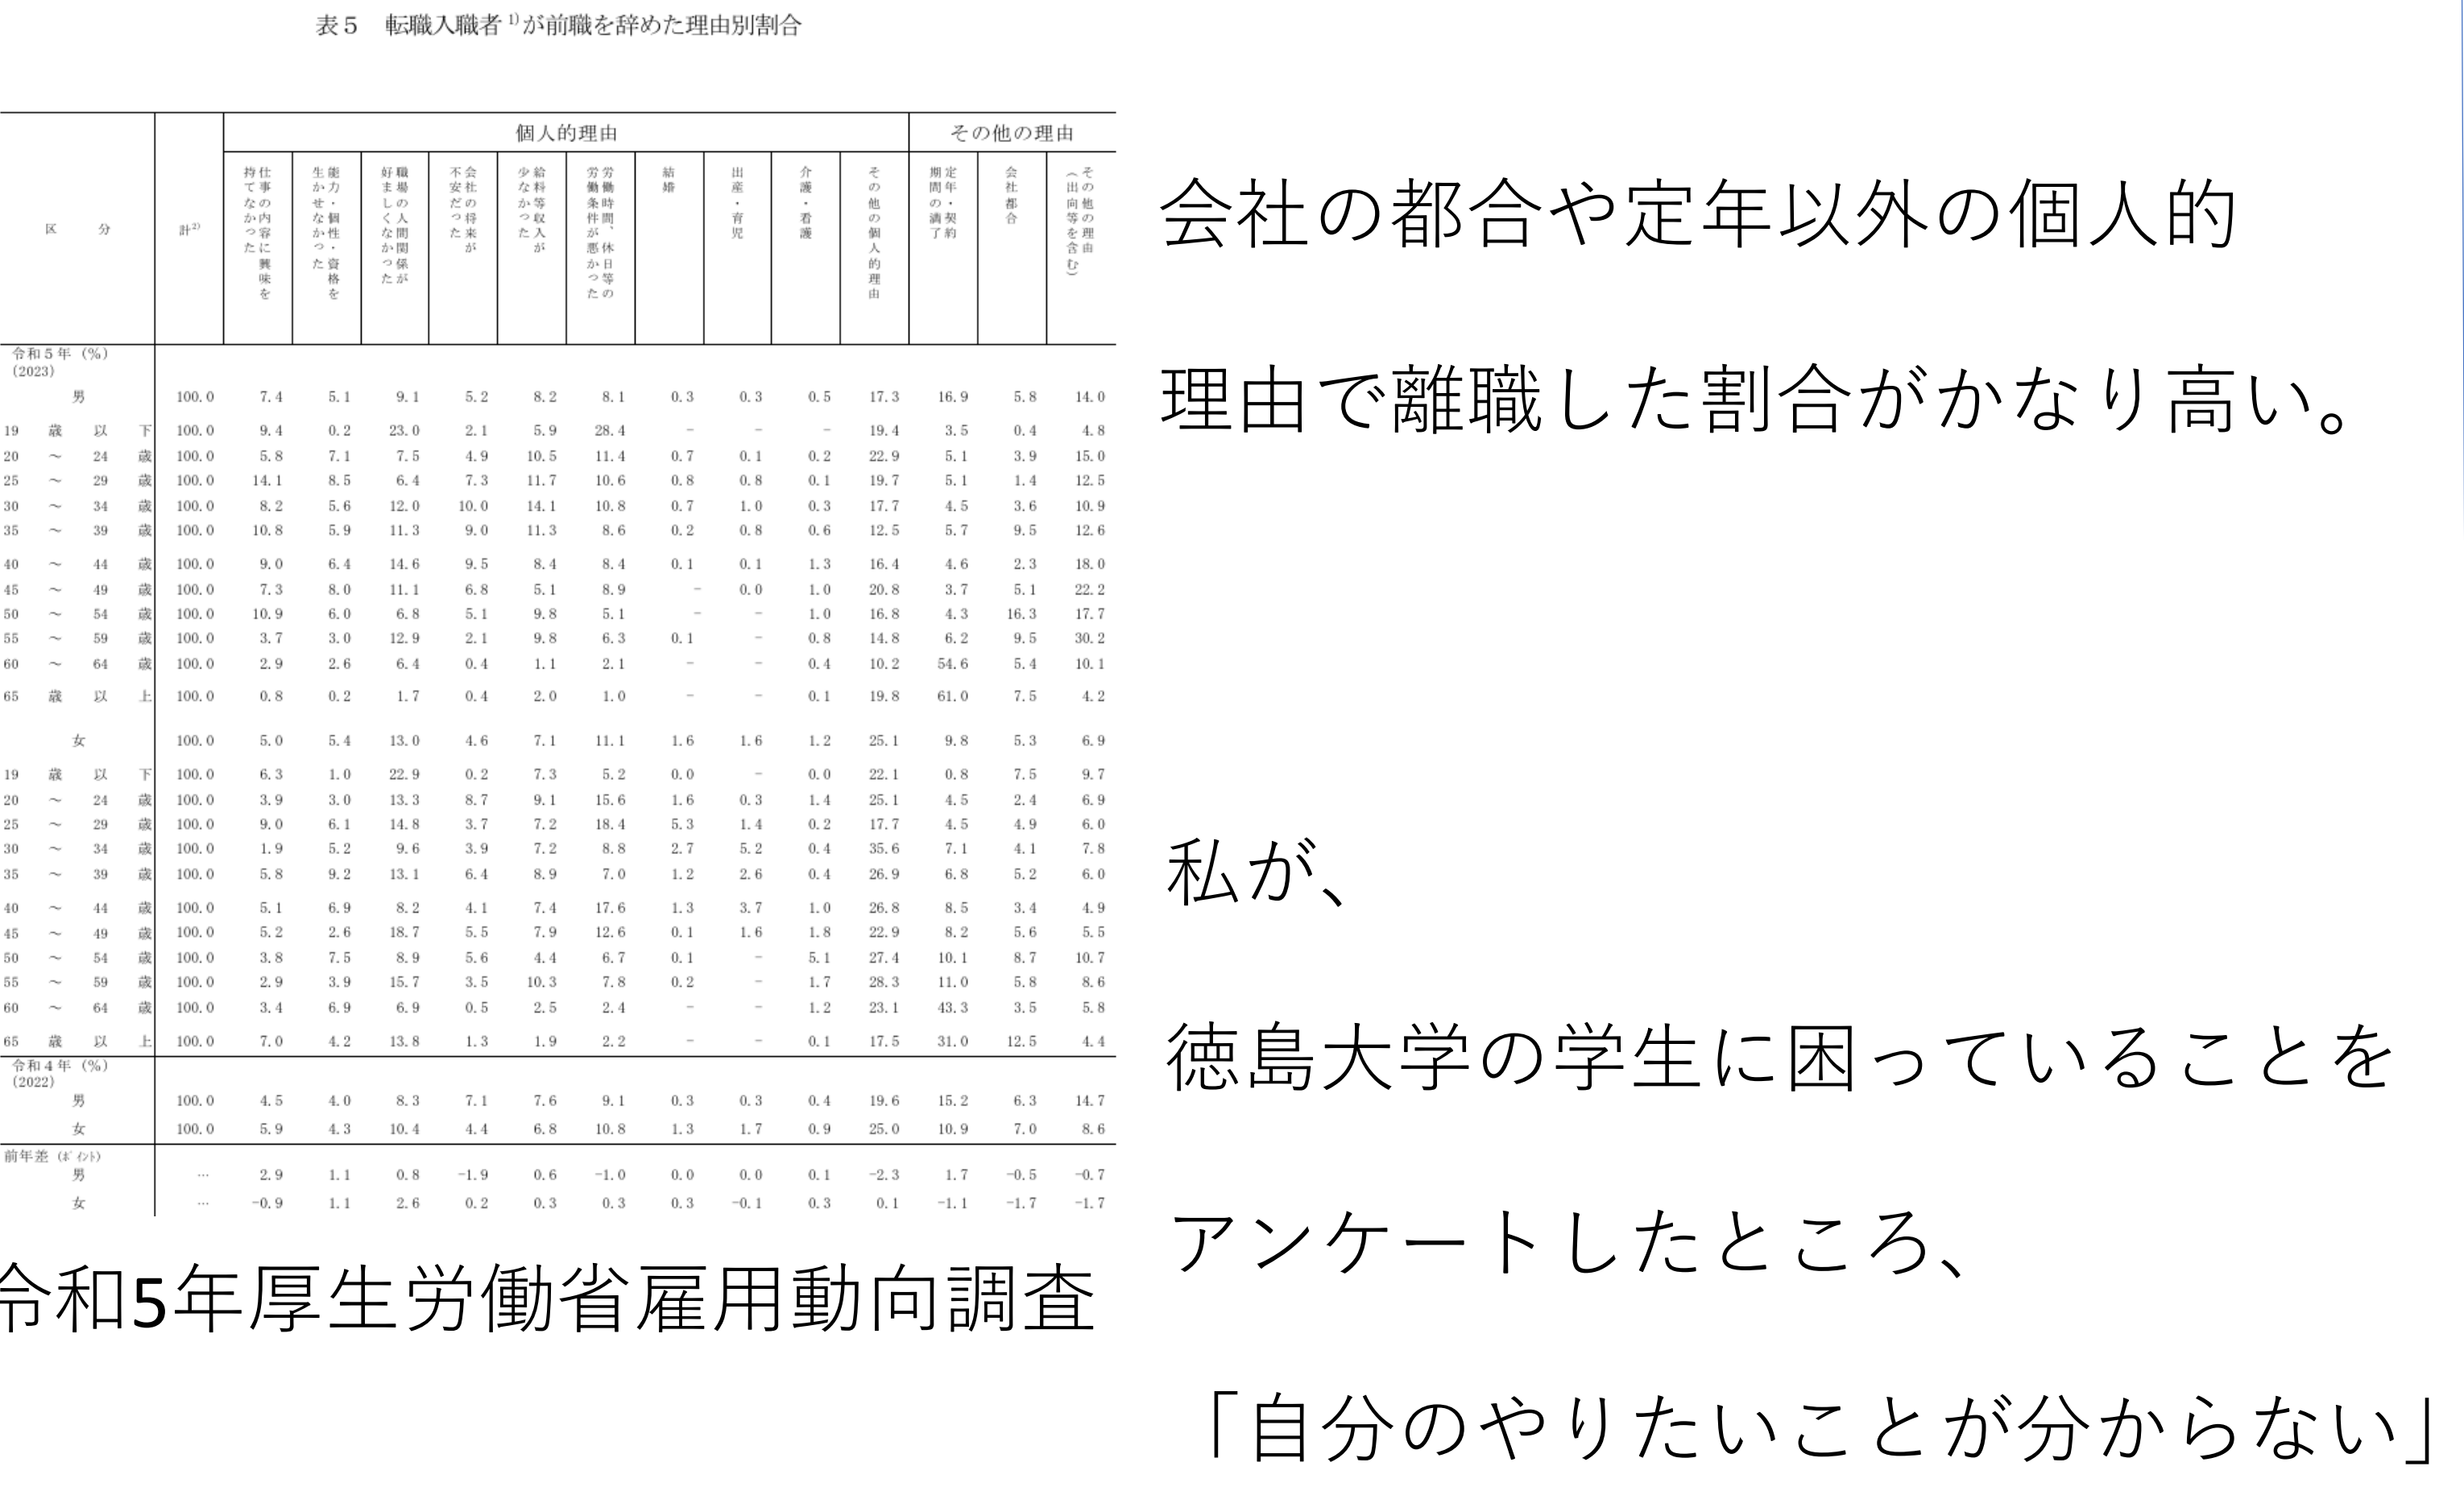 表５　転職入職者 1)が前職を辞めた理由別割合
区　分
計2)
個人的理由
その他の理由
仕事の内容に興味を持てなかった
能力・個性・資格を生かせなかった
職場の人間関係が好ましくなかった
会社の将来が不安だった
給料等収入が少なかった
労働時間、休日等の労働条件が悪かった
結婚
出産・育児
介護・看護
その他の個人的理由
定年・契約期間の満了
会社都合
その他の理由（出向等を含む）
令和５年（%）
(2023)
男 100.0 7.4 5.1 9.1 5.2 8.2 8.1 0.3 0.3 0.5 17.3 16.9 5.8 14.0
19 歳 以 下 100.0 9.4 0.2 23.0 2.1 5.9 28.4 － － － 19.4 3.5 0.4 4.8
20 ～ 24 歳 100.0 5.8 7.1 7.5 4.9 10.5 11.4 0.7 0.1 0.2 22.9 5.1 3.9 15.0
25 ～ 29 歳 100.0 14.1 8.5 6.4 7.3 11.7 10.6 0.8 0.8 0.1 19.7 5.1 1.4 12.5
30 ～ 34 歳 100.0 8.2 5.6 12.0 10.0 14.1 10.8 0.7 1.0 0.3 17.7 4.5 3.6 10.9
35 ～ 39 歳 100.0 10.8 5.9 11.3 9.0 11.3 8.6 0.2 0.8 0.6 12.5 5.7 9.5 12.6
40 ～ 44 歳 100.0 9.0 6.4 14.6 9.5 8.4 8.4 0.1 0.1 1.3 16.4 4.6 2.3 18.0
45 ～ 49 歳 100.0 7.3 8.0 11.1 6.8 5.1 8.9 － 0.0 1.0 20.8 3.7 5.1 22.2
50 ～ 54 歳 100.0 10.9 6.0 6.8 5.1 9.8 5.1 － － 1.0 16.8 4.3 16.3 17.7
55 ～ 59 歳 100.0 3.7 3.0 12.9 2.1 9.8 6.3 0.1 － 0.8 14.8 6.2 9.5 30.2
60 ～ 64 歳 100.0 2.9 2.6 6.4 0.4 1.1 2.1 － － 0.4 10.2 54.6 5.4 10.1
65 歳 以 上 100.0 0.8 0.2 1.7 0.4 2.0 1.0 － － 0.1 19.8 61.0 7.5 4.2
女 100.0 5.0 5.4 13.0 4.6 7.1 11.1 1.6 1.6 1.2 25.1 9.8 5.3 6.9
19 歳 以 下 100.0 6.3 1.0 22.9 0.2 7.3 5.2 0.0 － 0.0 22.1 0.8 7.5 9.7
20 ～ 24 歳 100.0 3.9 3.0 13.3 8.7 9.1 15.6 1.6 0.3 1.4 25.1 4.5 2.4 6.9
25 ～ 29 歳 100.0 9.0 6.1 14.8 3.7 7.2 18.4 5.3 1.4 0.2 17.7 4.5 4.9 6.0
30 ～ 34 歳 100.0 1.9 5.2 9.6 3.9 7.2 8.8 2.7 5.2 0.4 35.6 7.1 4.1 7.8
35 ～ 39 歳 100.0 5.8 9.2 13.1 6.4 8.9 7.0 1.2 2.6 0.4 26.9 6.8 5.2 6.0
40 ～ 44 歳 100.0 5.1 6.9 8.2 4.1 7.4 17.6 1.3 3.7 1.0 26.8 8.5 3.4 4.9
45 ～ 49 歳 100.0 5.2 2.6 18.7 5.5 7.9 12.6 0.1 1.6 1.8 22.9 8.2 5.6 5.5
50 ～ 54 歳 100.0 3.8 7.5 8.9 5.6 4.4 6.7 0.1 － 5.1 27.4 10.1 8.7 10.7
55 ～ 59 歳 100.0 2.9 3.9 15.7 3.5 10.3 7.8 0.2 － 1.7 28.3 11.0 5.8 8.6
60 ～ 64 歳 100.0 3.4 6.9 6.9 0.5 2.5 2.4 － － 1.2 23.1 43.3 3.5 5.8
65 歳 以 上 100.0 7.0 4.2 13.8 1.3 1.9 2.2 － － 0.1 17.5 31.0 12.5 4.4
令和４年（%）
(2022)
男 100.0 4.5 4.0 8.3 7.1 7.6 9.1 0.3 0.3 0.4 19.6 15.2 6.3 14.7
女 100.0 5.9 4.3 10.4 4.4 6.8 10.8 1.3 1.7 0.9 25.0 10.9 7.0 8.6
前年差（ﾎﾟｲﾝﾄ）
男 … 2.9 1.1 0.8 -1.9 0.6 -1.0 0.0 0.0 0.1 -2.3 1.7 -0.5 -0.7
女 … -0.9 1.1 2.6 0.2 0.3 0.3 0.3 -0.1 0.3 0.1 -1.1 -1.7 -1.7
令和5年厚生労働省雇用動向調査
会社の都合や定年以外の個人的
理由で離職した割合がかなり高い。
私が、
徳島大学の学生に困っていることを
アンケートしたところ、
「自分のやりたいことが分からない」